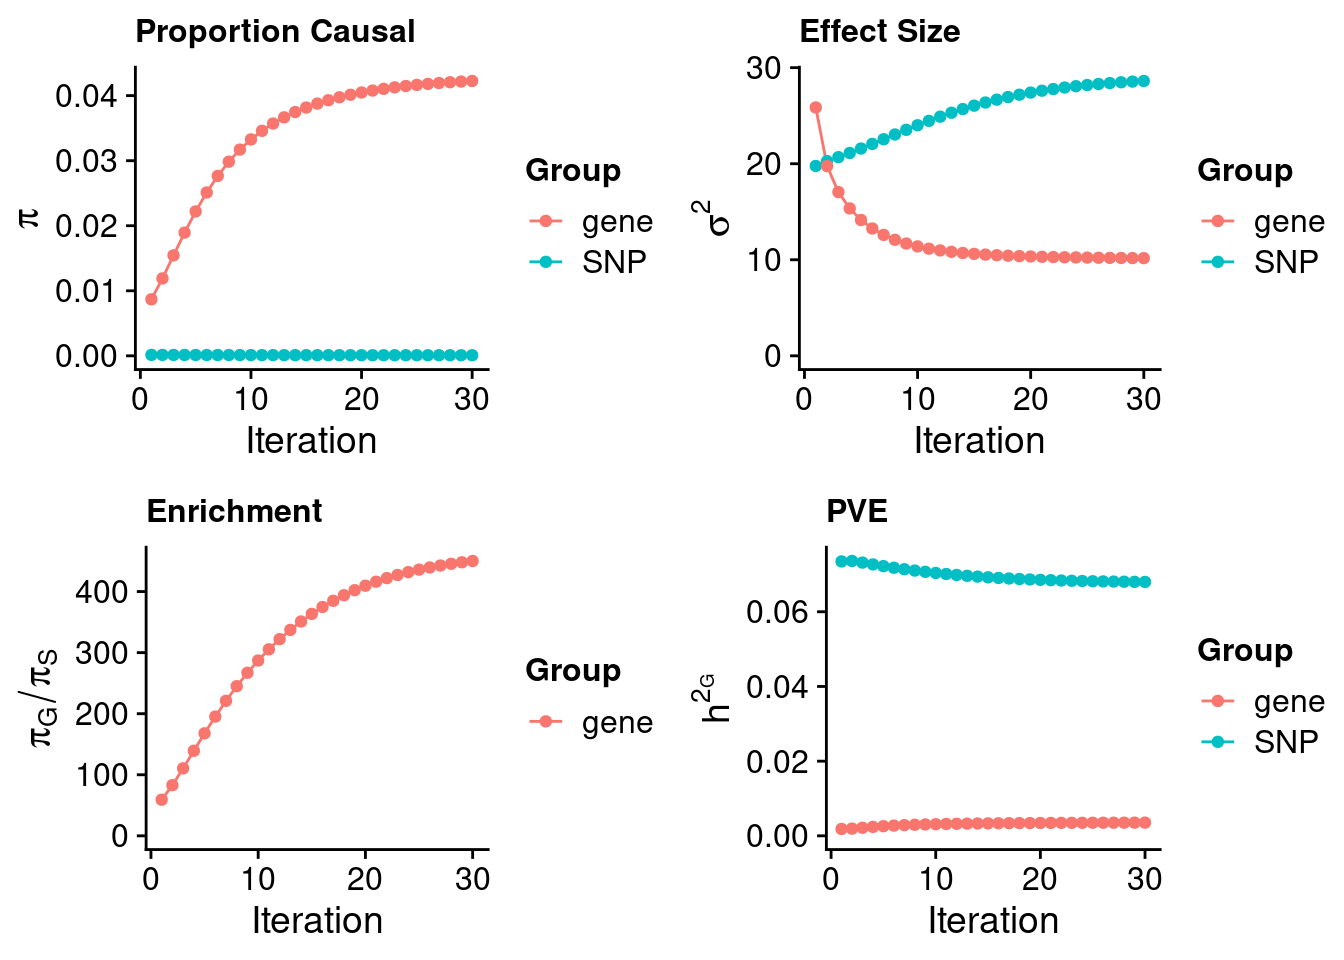 Proportion Causal
π
0.04
0.03
0.02
0.01
0.00
0 10 20 30
Iteration
Group
gene
SNP
Effect Size
σ²
30
20
10
0
0 10 20 30
Iteration
Group
gene
SNP
Enrichment
π_G/π_S
400
300
200
100
0
0 10 20 30
Iteration
Group
gene
PVE
h²_G
0.06
0.04
0.02
0.00
0 10 20 30
Iteration
Group
gene
SNP